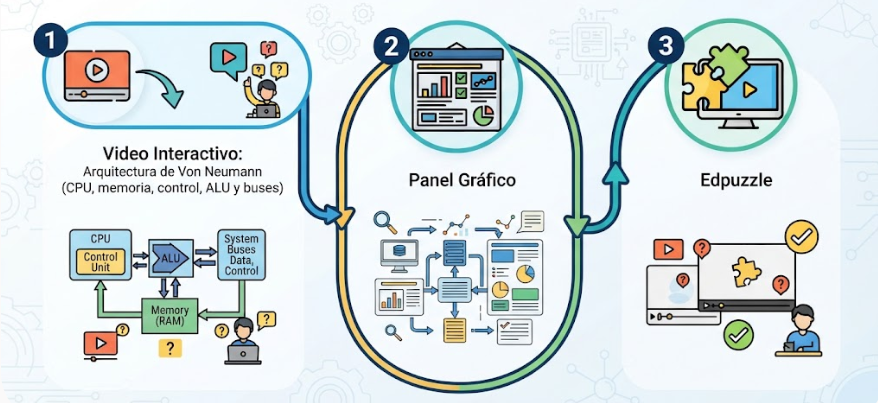 1
Video Interactivo:
Arquitectura de Von Neumann
(CPU, memoria, control, ALU y buses)
CPU
Control
Unit
ALU
System
Buses
Data,
Control
Memory
(RAM)
?
?
?
?
?
?
?
2
Panel Gráfico
3
Edpuzzle
?
?
?